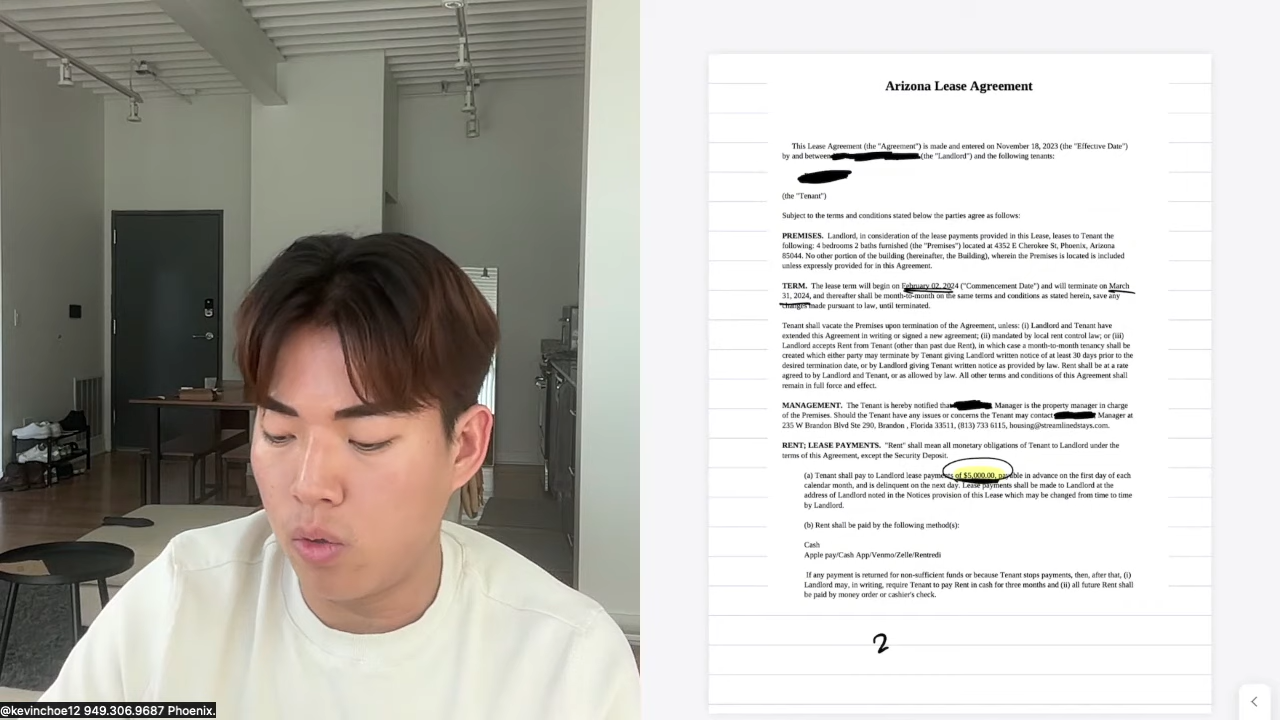 Arizona Lease Agreement
This Lease Agreement (the "Agreement") is made and entered on November 18, 2023 (the "Effective Date")
by and between (the "Landlord") and the following tenants:
(the "Tenant")
Subject to the terms and conditions stated below the parties agree as follows:
PREMISES. Landlord, in consideration of the lease payments provided in this Lease, leases to Tenant the
following: 4 bedrooms 2 baths furnished (the "Premises") located at 4352 E Cherokee St, Phoenix, Arizona
85044. No other portion of the building (hereinafter, the Building), wherein the Premises is located is included
unless expressly provided for in this Agreement.
TERM. The lease term will begin on February 02, 2024 ("Commencement Date") and will terminate on March
31, 2024, and thereafter shall be month-to-month on the same terms and conditions as stated herein, save any
changes made pursuant to law, until terminated.
Tenant shall vacate the Premises upon termination of the Agreement, unless: (i) Landlord and Tenant have
extended this Agreement in writing or signed a new agreement; (ii) mandated by local rent control law; or (iii)
Landlord accepts Rent from Tenant (other than past due Rent), in which case a month-to-month tenancy shall be
created which either party may terminate by Tenant giving Landlord written notice of at least 30 days prior to the
desired termination date, or by Landlord giving Tenant written notice as provided by law. Rent shall be at a rate
agreed to by Landlord and Tenant, or as allowed by law. All other terms and conditions of this Agreement shall
remain in full force and effect.
MANAGEMENT. The Tenant is hereby notified that Manager is the property manager in charge
of the Premises. Should the Tenant have any issues or concerns the Tenant may contact Manager at
235 W Brandon Blvd Ste 290, Brandon , Florida 33511, (813) 733 6115, housing@streamlinedstays.com.
RENT; LEASE PAYMENTS. "Rent" shall mean all monetary obligations of Tenant to Landlord under the
terms of this Agreement, except the Security Deposit.
(a) Tenant shall pay to Landlord lease payments of $5,000.00, payable in advance on the first day of each
calendar month, and is delinquent on the next day. Lease payments shall be made to Landlord at the
address of Landlord noted in the Notices provision of this Lease which may be changed from time to time
by Landlord.
(b) Rent shall be paid by the following method(s):
Cash
Apple pay/Cash App/Venmo/Zelle/Rentredi
If any payment is returned for non-sufficient funds or because Tenant stops payments, then, after that, (i)
Landlord may, in writing, require Tenant to pay Rent in cash for three months and (ii) all future Rent shall
be paid by money order or cashier's check.
2
@kevinchoe12 949.306.9687 Phoenix.